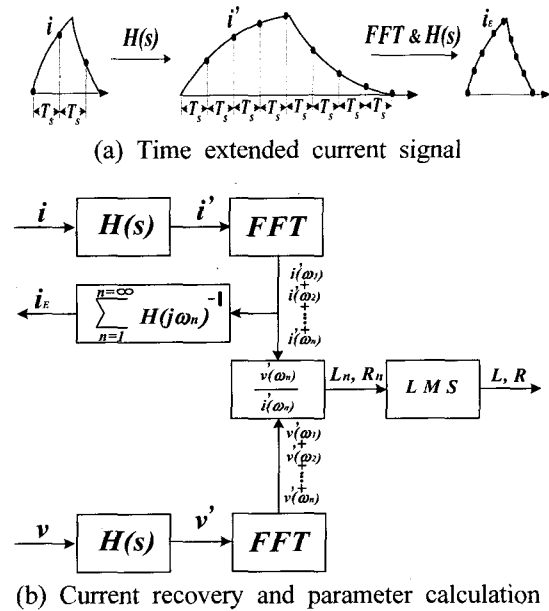 i H(s) i' FFT & H(s) i_E
T_s T_s T_s T_s T_s T_s T_s T_s T_s T_s
(a) Time extended current signal
i H(s) i' FFT
i'(ω₁)
+
i'(ω₂)
+
⋮
+
i'(ωₙ)
i_E n=∞ ∑ n=1 H(jωₙ)⁻¹
v'(ωₙ)
i'(ωₙ)
Lₙ, Rₙ LMS L, R
v'(ω₁)
+
v'(ω₂)
+
⋮
+
v'(ωₙ)
v H(s) v' FFT
(b) Current recovery and parameter calculation